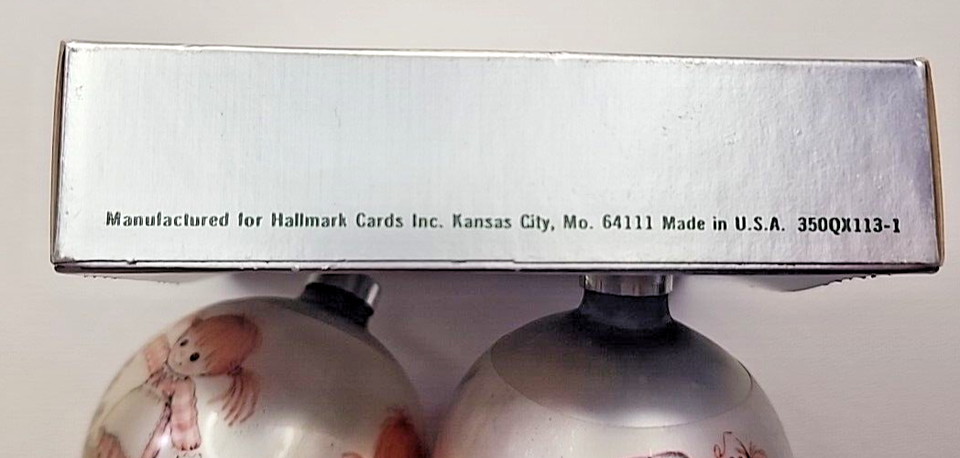 Manufactured for Hallmark Cards Inc. Kansas City, Mo. 64111 Made in U.S.A. 350QX113-1